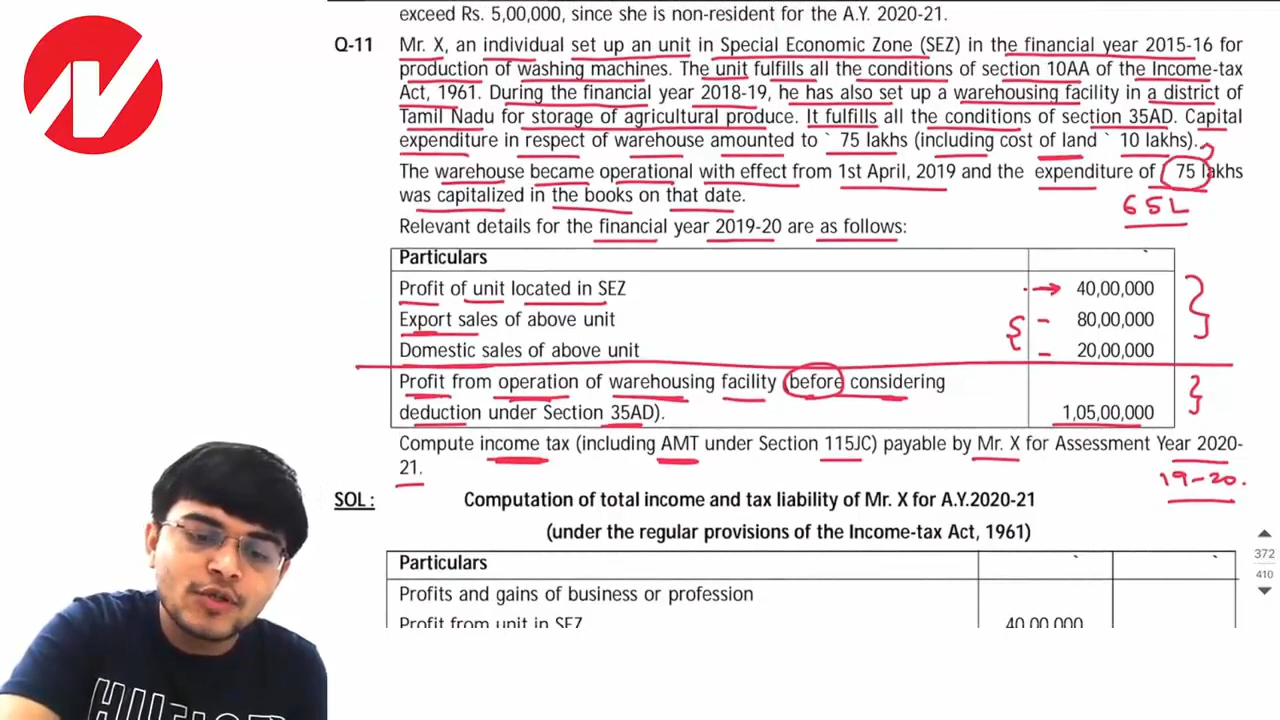 exceed Rs. 5,00,000, since she is non-resident for the A.Y. 2020-21.
Q-11 Mr. X, an individual set up an unit in Special Economic Zone (SEZ) in the financial year 2015-16 for
production of washing machines. The unit fulfills all the conditions of section 10AA of the Income-tax
Act, 1961. During the financial year 2018-19, he has also set up a warehousing facility in a district of
Tamil Nadu for storage of agricultural produce. It fulfills all the conditions of section 35AD. Capital
expenditure in respect of warehouse amounted to ` 75 lakhs (including cost of land ` 10 lakhs).
The warehouse became operational with effect from 1st April, 2019 and the expenditure of 75 lakhs
was capitalized in the books on that date.
65L
Relevant details for the financial year 2019-20 are as follows:
Particulars `
Profit of unit located in SEZ 40,00,000
Export sales of above unit 80,00,000
Domestic sales of above unit 20,00,000
Profit from operation of warehousing facility (before considering
deduction under Section 35AD). 1,05,00,000
Compute income tax (including AMT under Section 115JC) payable by Mr. X for Assessment Year 2020-
21.
19-20.
SOL : Computation of total income and tax liability of Mr. X for A.Y.2020-21
(under the regular provisions of the Income-tax Act, 1961)
Particulars ` `
Profits and gains of business or profession
Profit from unit in SEZ 40,00,000
372
410